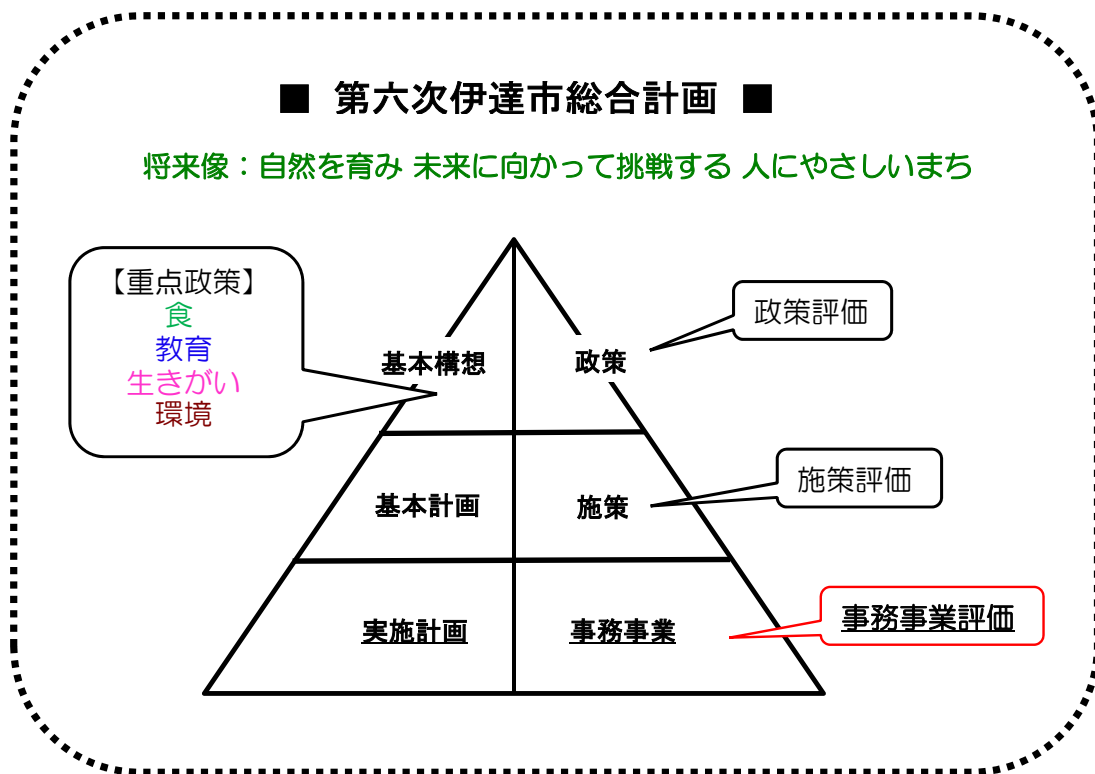 ■ 第六次伊達市総合計画 ■
将来像：自然を育み 未来に向かって挑戦する 人にやさしいまち
【重点政策】
食
教育
生きがい
環境
政策評価
基本構想
政策
施策評価
基本計画
施策
事務事業評価
実施計画
事務事業